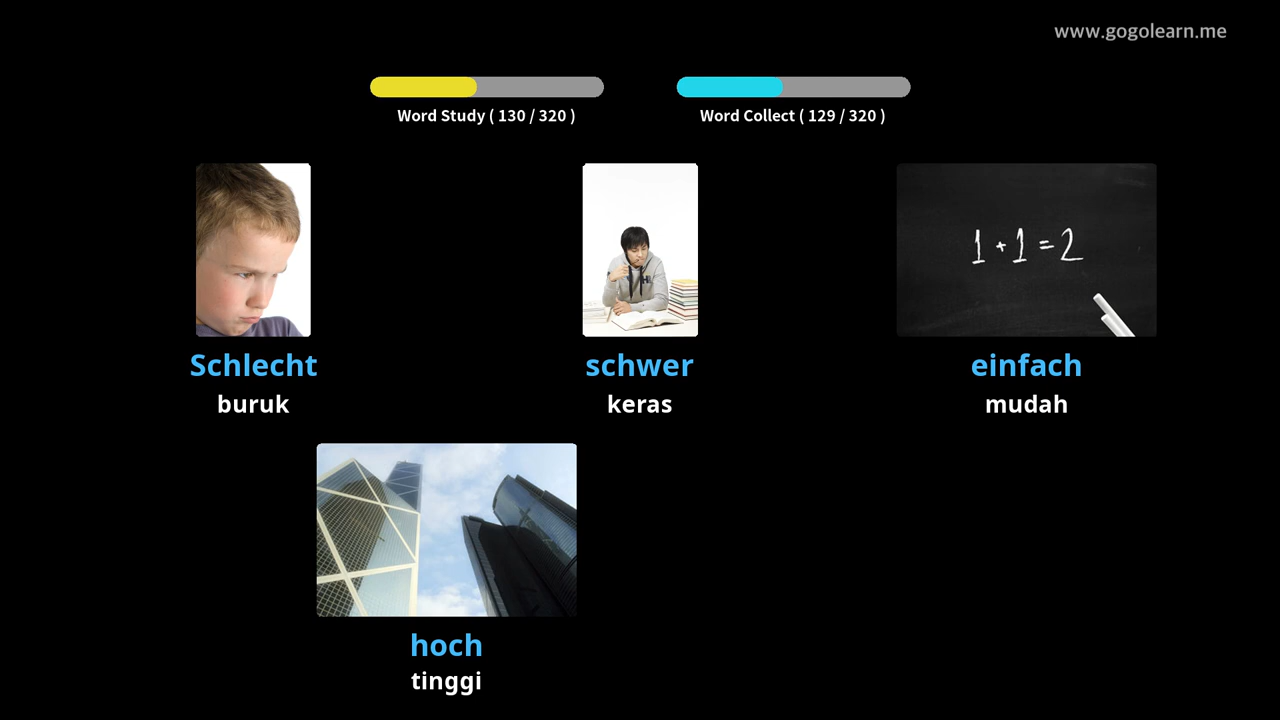 www.gogolearn.me
Word Study ( 130 / 320 )
Word Collect ( 129 / 320 )
1 + 1 = 2
Schlecht
schwer
einfach
buruk
keras
mudah
hoch
tinggi